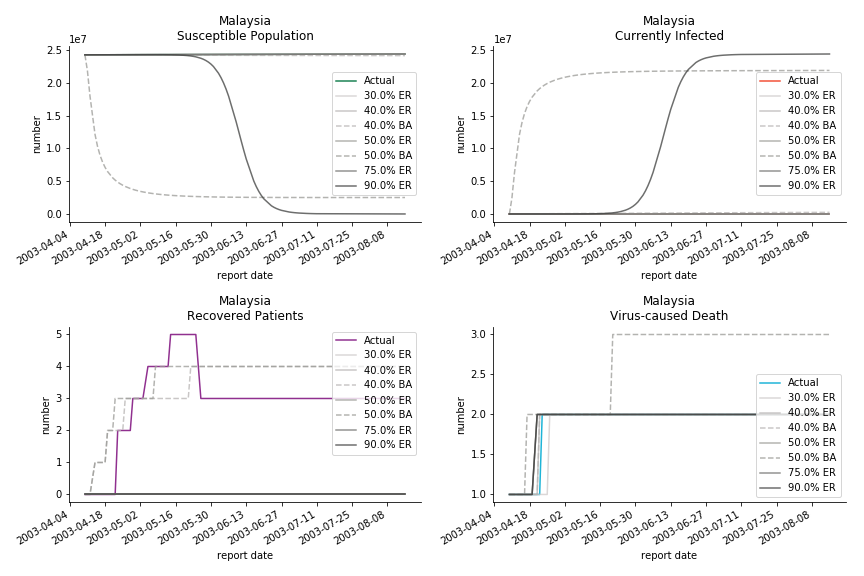 Malaysia
Susceptible Population
1e7
2.5
2.0
1.5
1.0
0.5
0.0
number
Actual
30.0% ER
40.0% ER
40.0% BA
50.0% ER
50.0% BA
75.0% ER
90.0% ER
2003-04-04
2003-04-18
2003-05-02
2003-05-16
2003-05-30
2003-06-13
2003-06-27
2003-07-11
2003-07-25
2003-08-08
report date
Malaysia
Currently Infected
1e7
2.5
2.0
1.5
1.0
0.5
0.0
number
Actual
30.0% ER
40.0% ER
40.0% BA
50.0% ER
50.0% BA
75.0% ER
90.0% ER
2003-04-04
2003-04-18
2003-05-02
2003-05-16
2003-05-30
2003-06-13
2003-06-27
2003-07-11
2003-07-25
2003-08-08
report date
Malaysia
Recovered Patients
5
4
3
2
1
0
number
Actual
30.0% ER
40.0% ER
40.0% BA
50.0% ER
50.0% BA
75.0% ER
90.0% ER
2003-04-04
2003-04-18
2003-05-02
2003-05-16
2003-05-30
2003-06-13
2003-06-27
2003-07-11
2003-07-25
2003-08-08
report date
Malaysia
Virus-caused Death
3.0
2.5
2.0
1.5
1.0
number
Actual
30.0% ER
40.0% ER
40.0% BA
50.0% ER
50.0% BA
75.0% ER
90.0% ER
2003-04-04
2003-04-18
2003-05-02
2003-05-16
2003-05-30
2003-06-13
2003-06-27
2003-07-11
2003-07-25
2003-08-08
report date